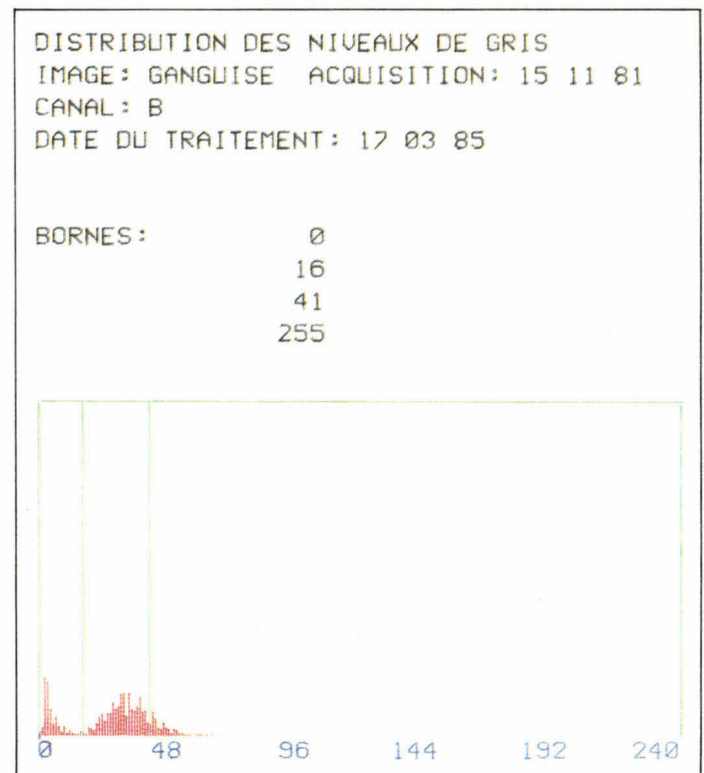 DISTRIBUTION DES NIVEAUX DE GRIS
IMAGE: GANGUISE ACQUISITION: 15 11 81
CANAL: B
DATE DU TRAITEMENT: 17 03 85
BORNES: 0
16
41
255
0 48 96 144 192 240